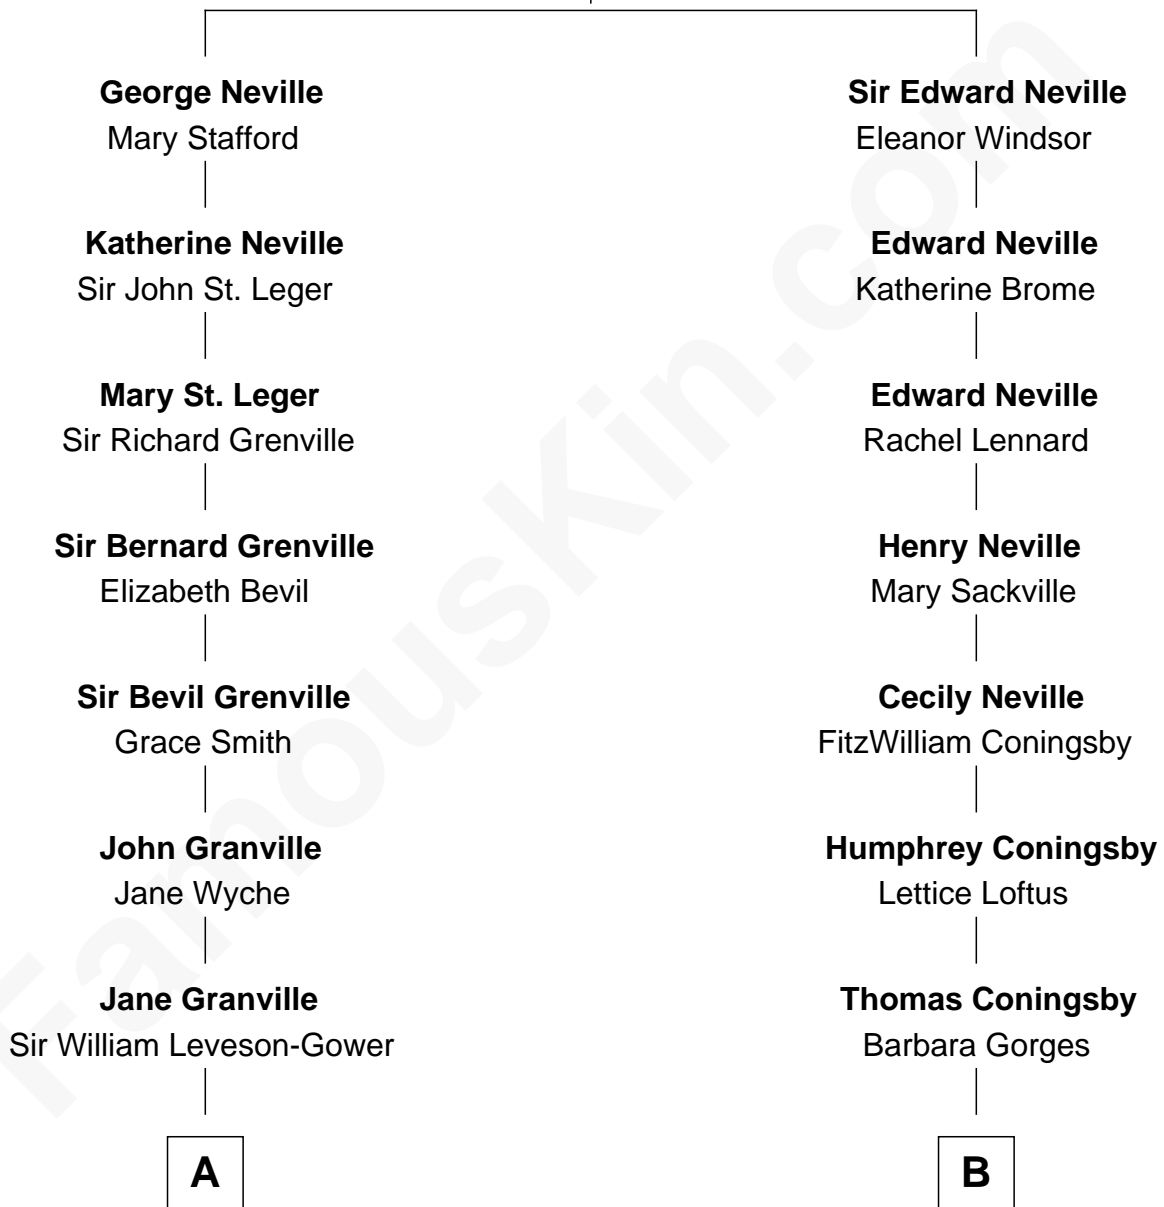 George Neville
Mary Stafford
Katherine Neville
Sir John St. Leger
Mary St. Leger
Sir Richard Grenville
Sir Bernard Grenville
Elizabeth Bevil
Sir Bevil Grenville
Grace Smith
John Granville
Jane Wyche
Jane Granville
Sir William Leveson-Gower
A
Sir Edward Neville
Eleanor Windsor
Edward Neville
Katherine Brome
Edward Neville
Rachel Lennard
Henry Neville
Mary Sackville
Cecily Neville
FitzWilliam Coningsby
Humphrey Coningsby
Lettice Loftus
Thomas Coningsby
Barbara Gorges
B
FamousKin.com